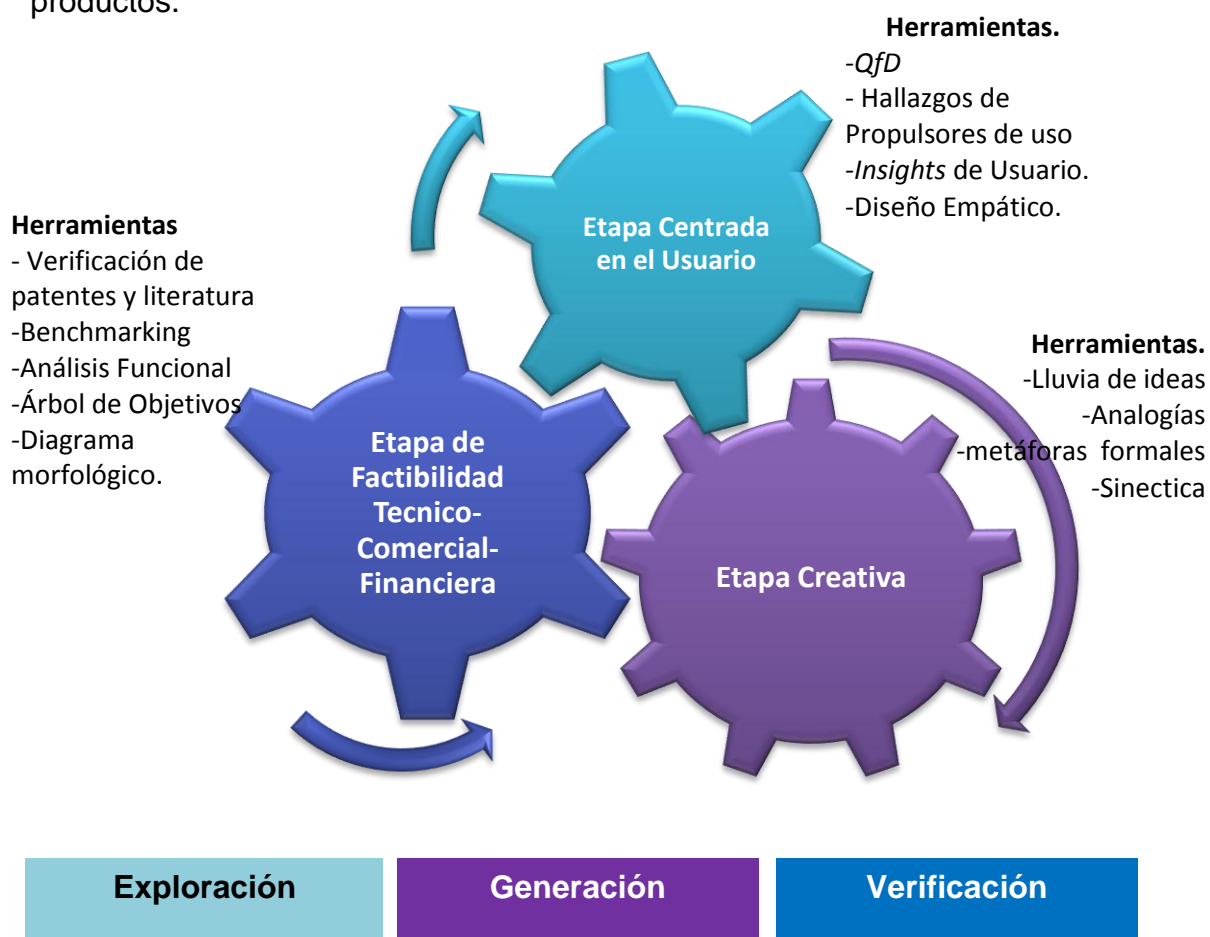 productos.
Herramientas.
-QfD
- Hallazgos de
Propulsores de uso
-Insights de Usuario.
-Diseño Empático.
Etapa Centrada
en el Usuario
Herramientas
- Verificación de
patentes y literatura
-Benchmarking
-Análisis Funcional
-Árbol de Objetivos
-Diagrama
morfológico.
Etapa de
Factibilidad
Tecnico-
Comercial-
Financiera
Herramientas.
-Lluvia de ideas
-Analogías
-metáforas formales
-Sinectica
Etapa Creativa
Exploración
Generación
Verificación